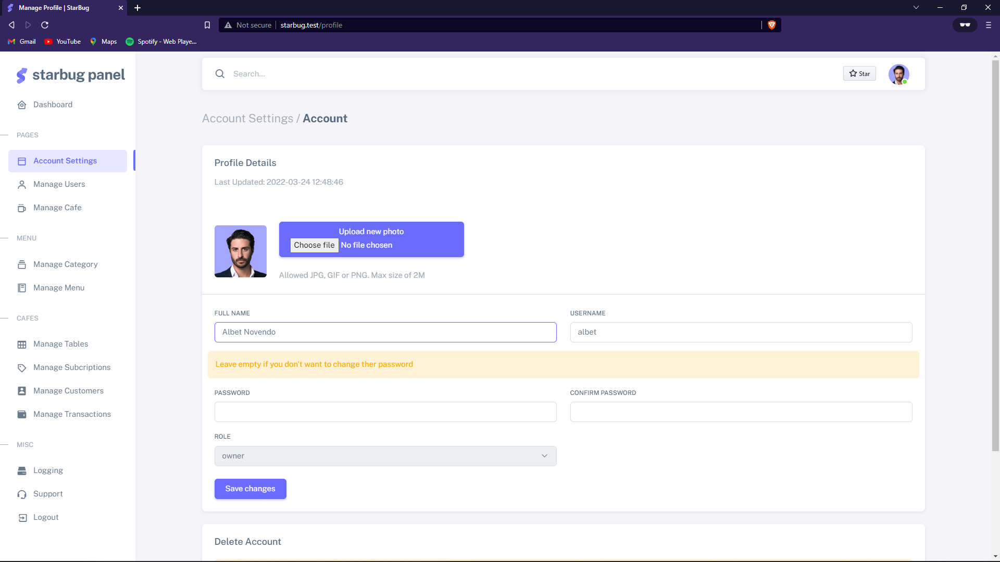 Manage Profile | StarBug
Not secure
starbug.test/profile
Gmail
YouTube
Maps
Spotify - Web Playe...
starbug panel
Dashboard
PAGES
Account Settings
Manage Users
Manage Cafe
MENU
Manage Category
Manage Menu
CAFES
Manage Tables
Manage Subcriptions
Manage Customers
Manage Transactions
MISC
Logging
Support
Logout
Search...
Star
Account Settings / Account
Profile Details
Last Updated: 2022-03-24 12:48:46
Upload new photo
Choose file No file chosen
Allowed JPG, GIF or PNG. Max size of 2M
FULL NAME
Albet Novendo
USERNAME
albet
Leave empty if you don't want to change ther password
PASSWORD
CONFIRM PASSWORD
ROLE
owner
Save changes
Delete Account